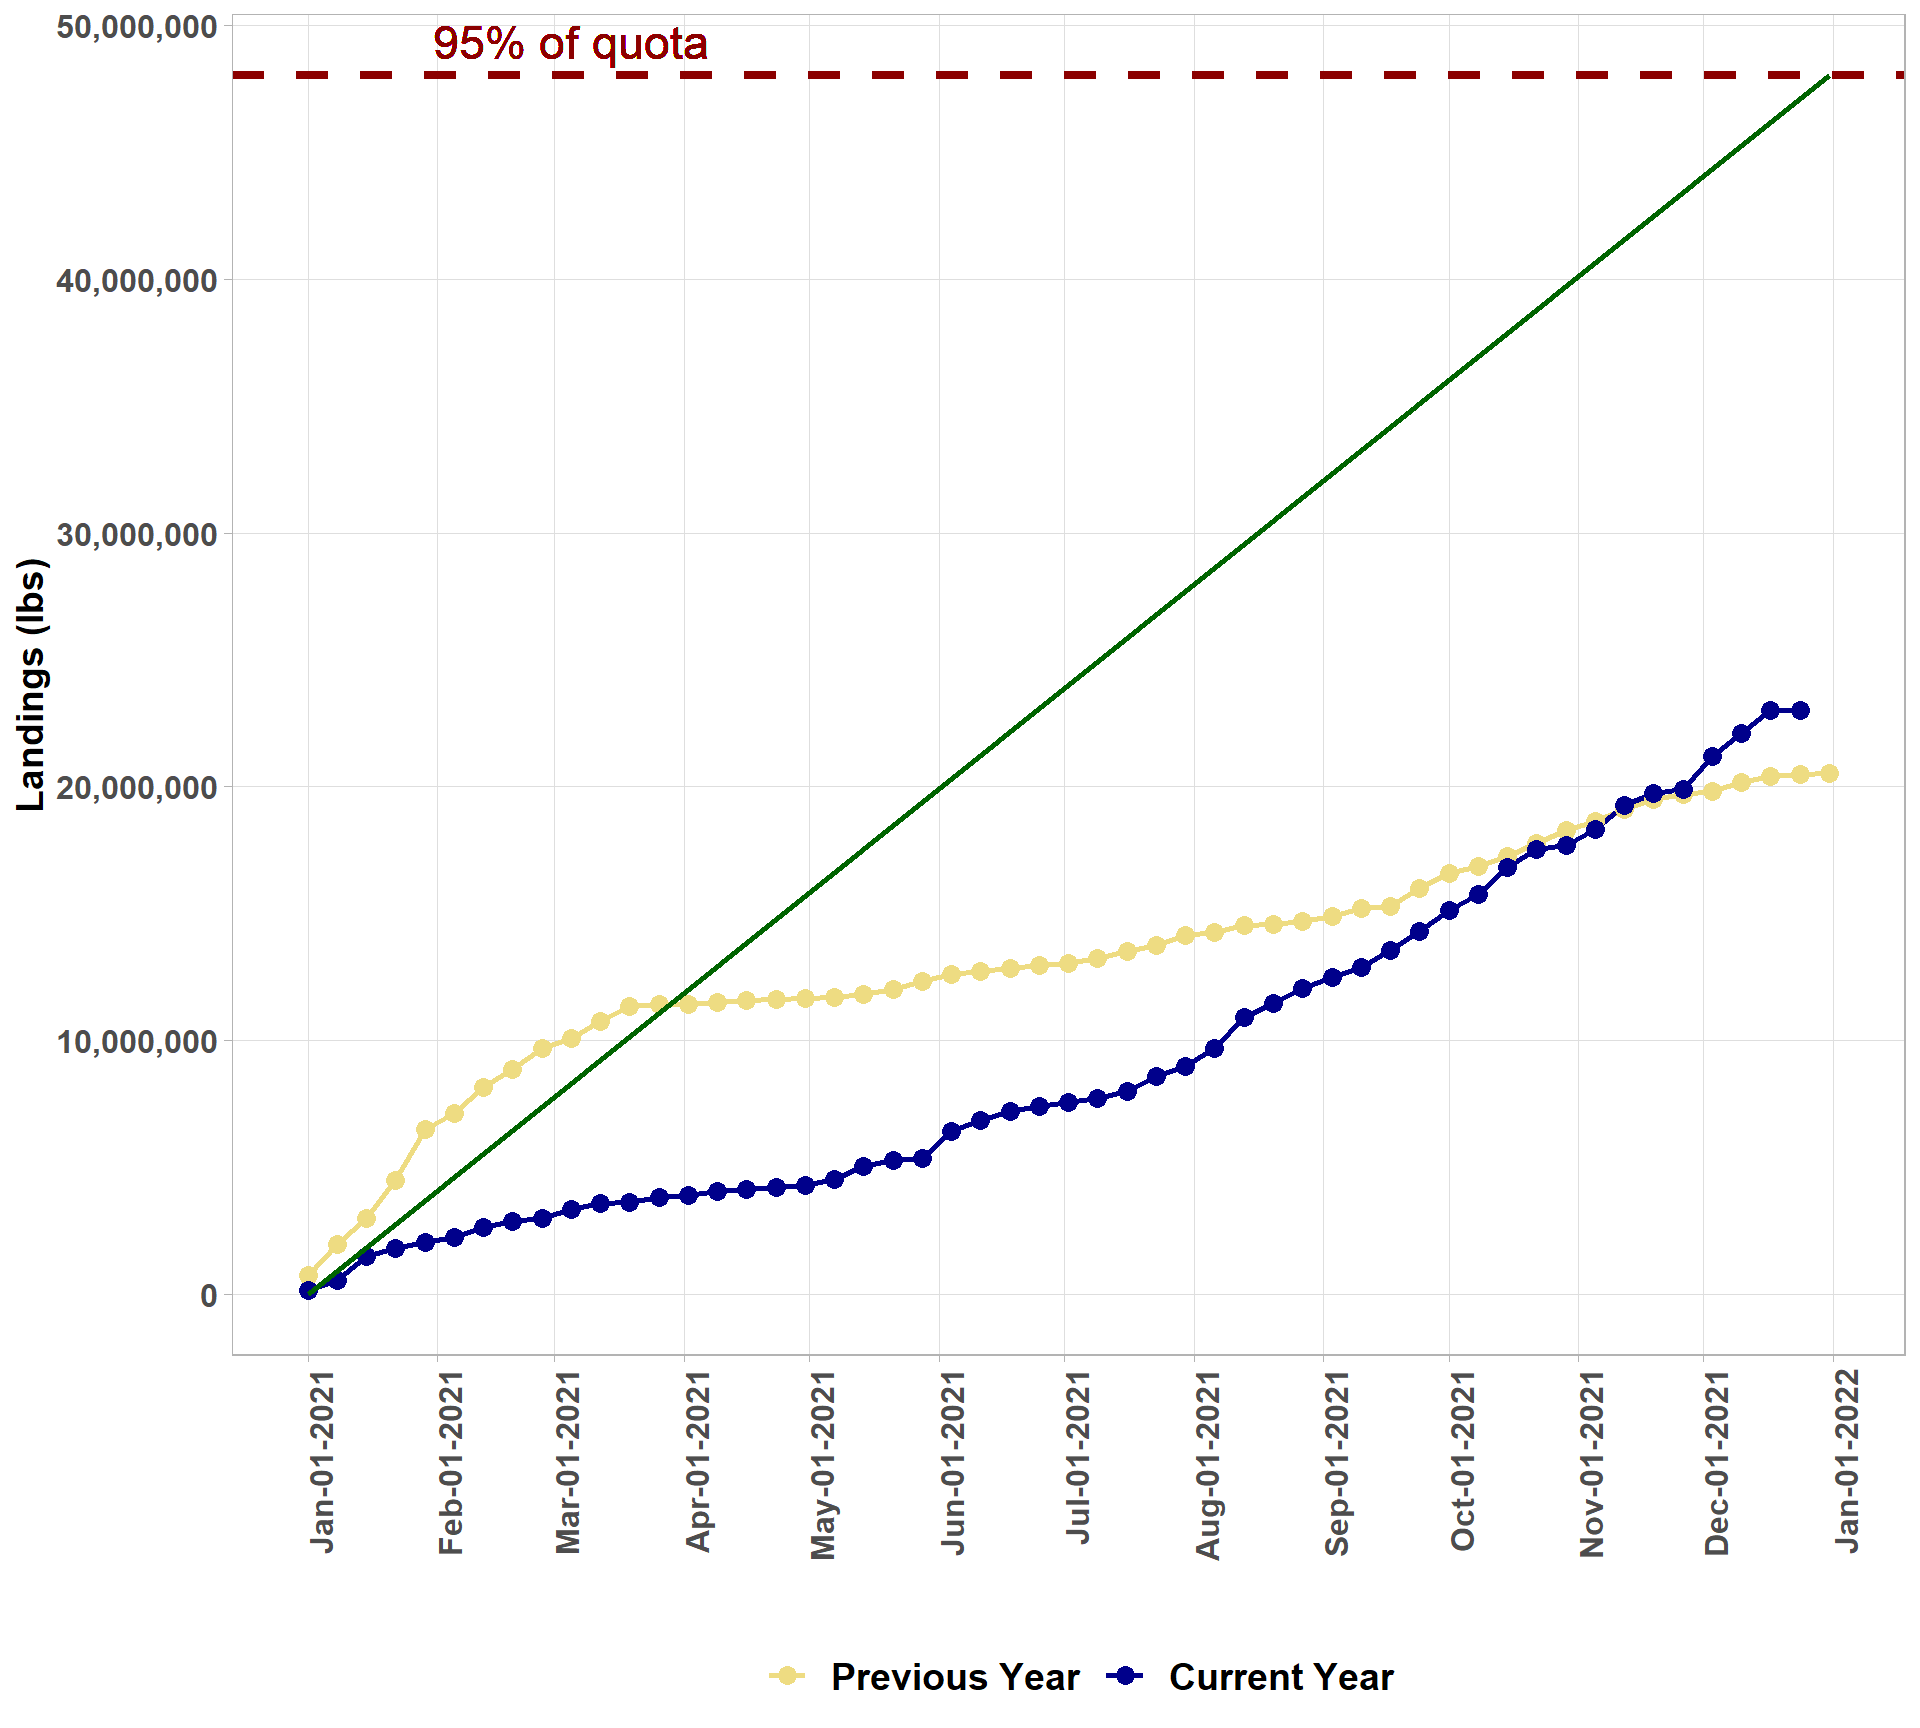 50,000,000
95% of quota
40,000,000
30,000,000
20,000,000
10,000,000
0
Landings (lbs)
Jan-01-2021
Feb-01-2021
Mar-01-2021
Apr-01-2021
May-01-2021
Jun-01-2021
Jul-01-2021
Aug-01-2021
Sep-01-2021
Oct-01-2021
Nov-01-2021
Dec-01-2021
Jan-01-2022
Previous Year Current Year